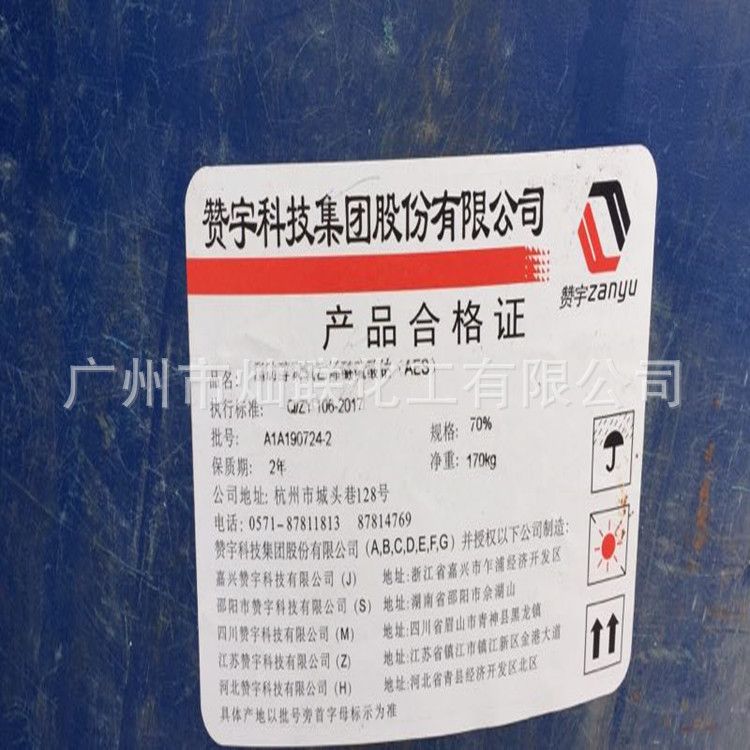 赞宇科技集团股份有限公司
赞宇zanyu
产品合格证
品名: (AES)
广州市灿联化工有限公司
执行标准: Q/ZY 106-2017
批号: A1A190724-2 规格: 70%
保质期: 2年 净重: 170kg
公司地址: 杭州市城头巷128号
电话: 0571-87811813 87814769
赞宇科技集团股份有限公司 (A,B,C,D,E,F,G) 并授权以下公司制造:
嘉兴赞宇科技有限公司 (J) 地址:浙江省嘉兴市乍浦经济开发区
邵阳市赞宇科技有限公司 (S) 地址:湖南省邵阳市佘湖山
四川赞宇科技有限公司 (M) 地址:四川省眉山市青神县黑龙镇
江苏赞宇科技有限公司 (Z) 地址:江苏省镇江市镇江新区金港大道
河北赞宇科技有限公司 (H) 地址:河北省青县经济开发区北区
具体产地以批号旁首字母标示为准